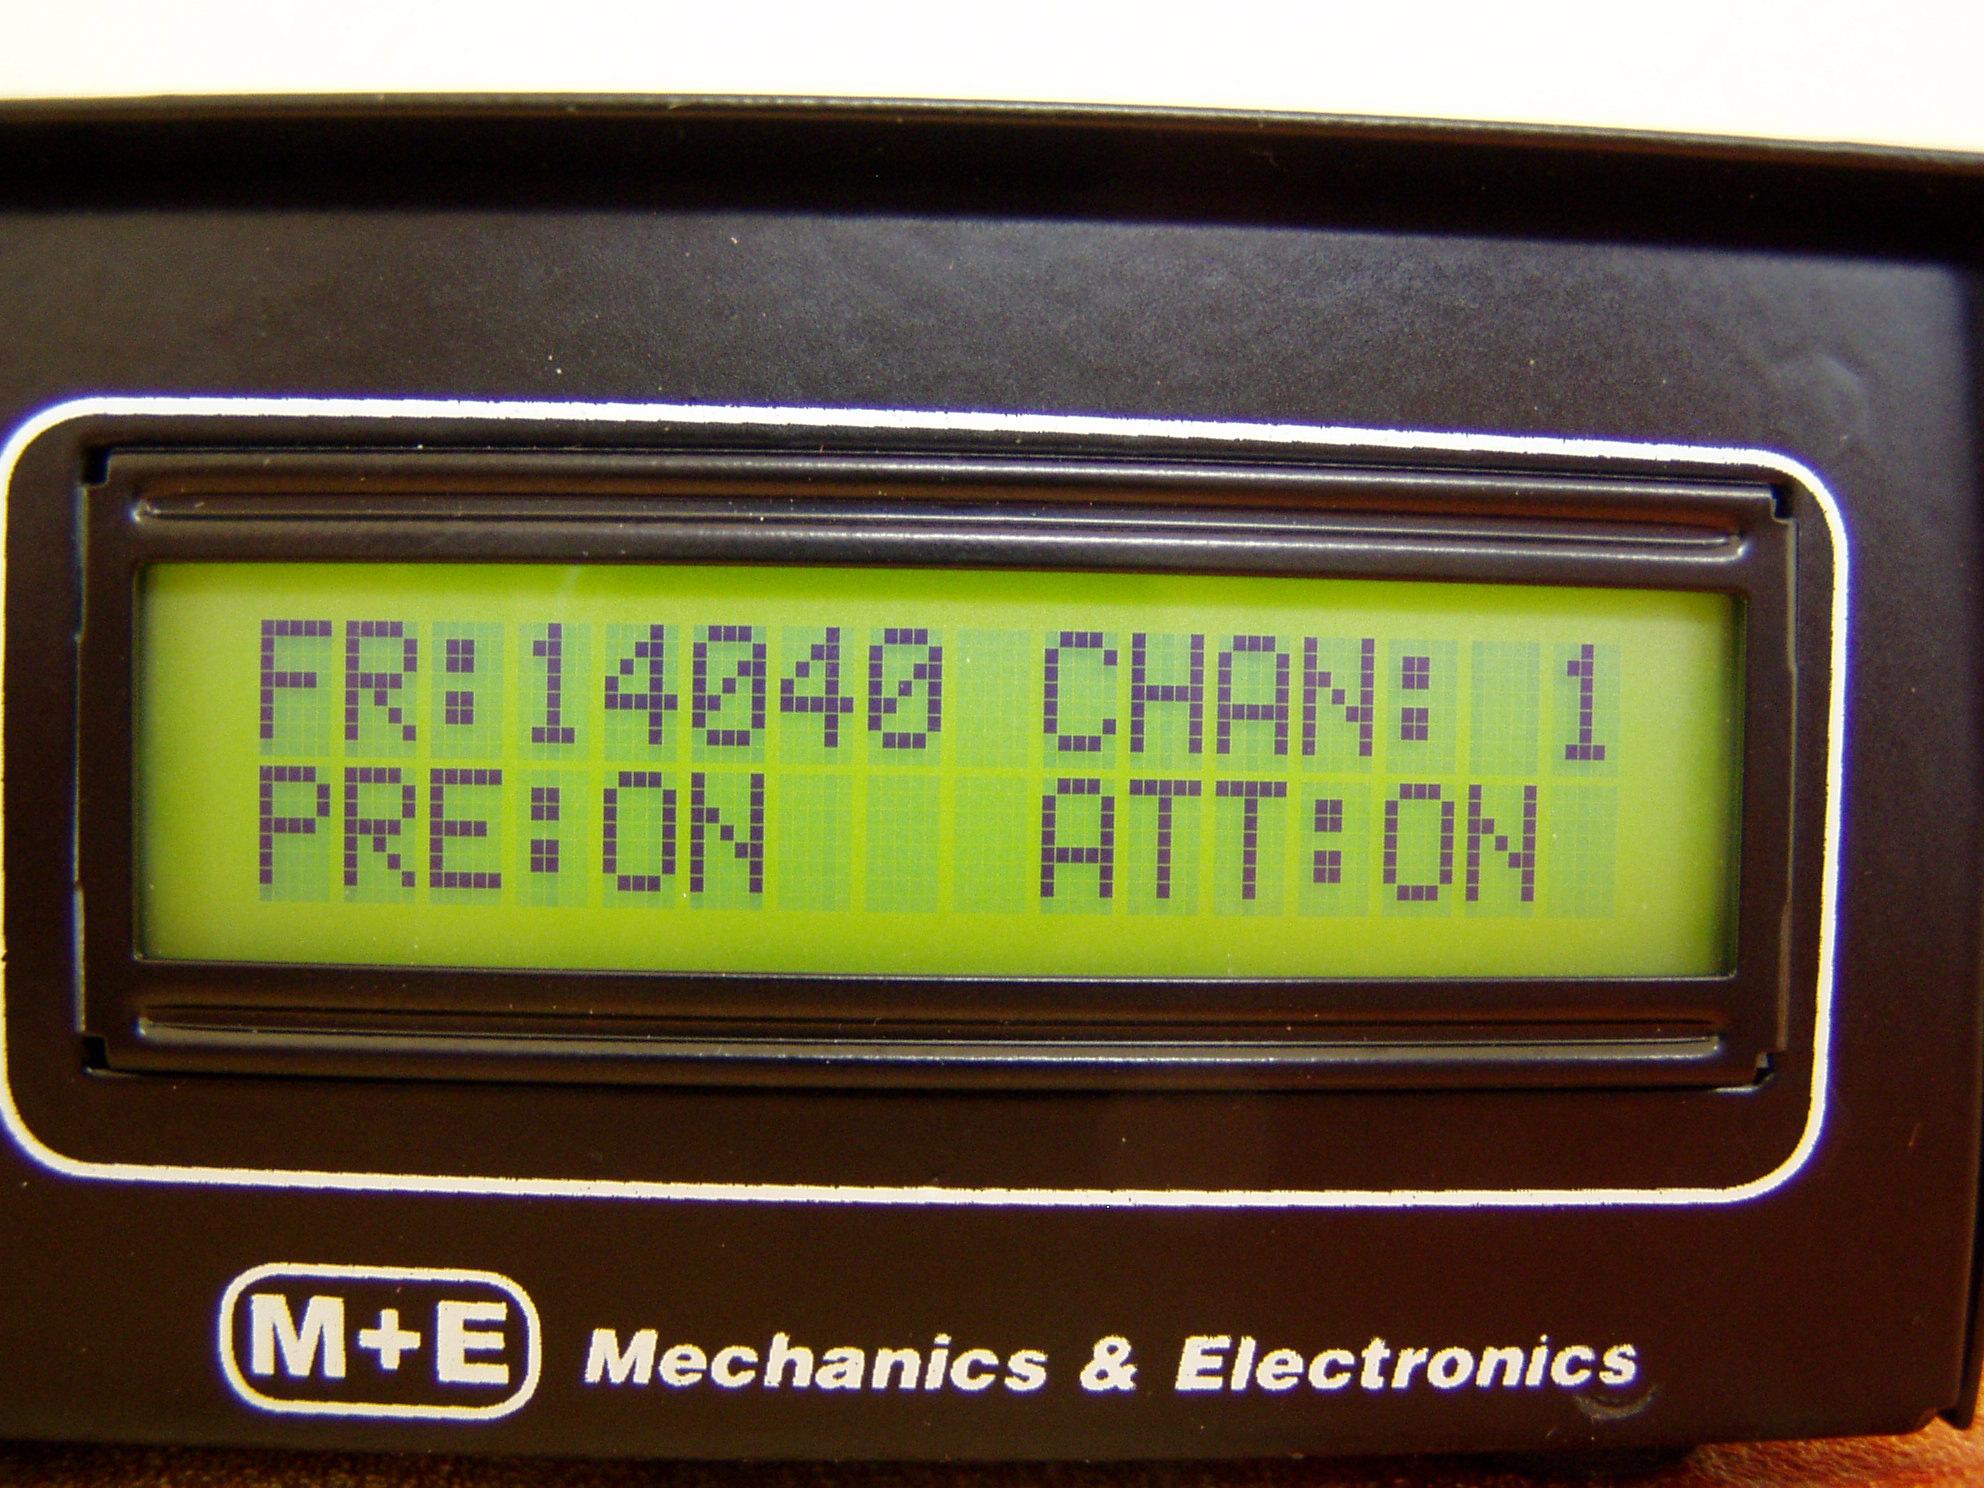 FR:14040 CHAN: 1
PRE:ON   ATT:ON
M+E Mechanics & Electronics